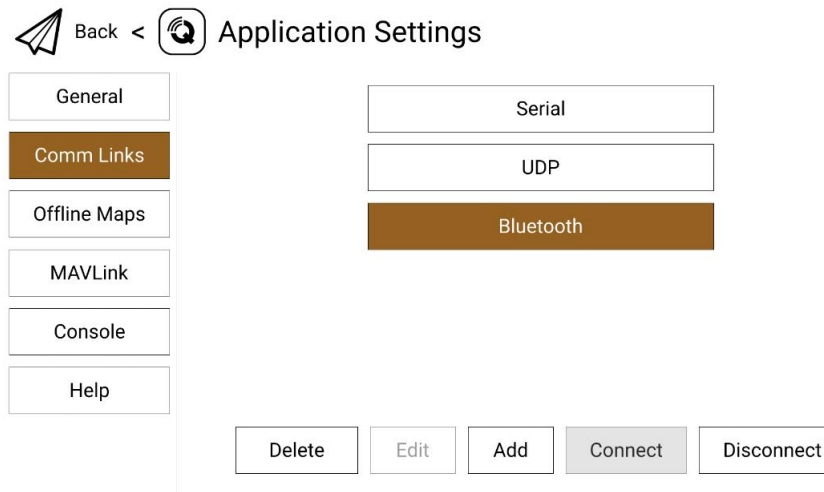 Back < Application Settings
General
Comm Links
Offline Maps
MAVLink
Console
Help
Serial
UDP
Bluetooth
Delete Edit Add Connect Disconnect